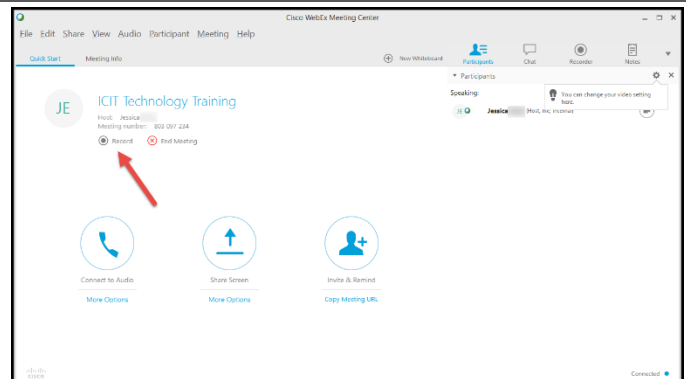 Cisco WebEx Meeting Center
File Edit Share View Audio Participant Meeting Help
Quick Start Meeting Info New Whiteboard Participants Chat Recorder Notes
Participants
Speaking:
You can change your video setting here.
JE Jessica Host, me, internal
JE
ICIT Technology Training
Host: Jessica
Meeting number: 803 097 234
Record End Meeting
Connect to Audio Share Screen Invite & Remind
More Options More Options Copy Meeting URL
Connected